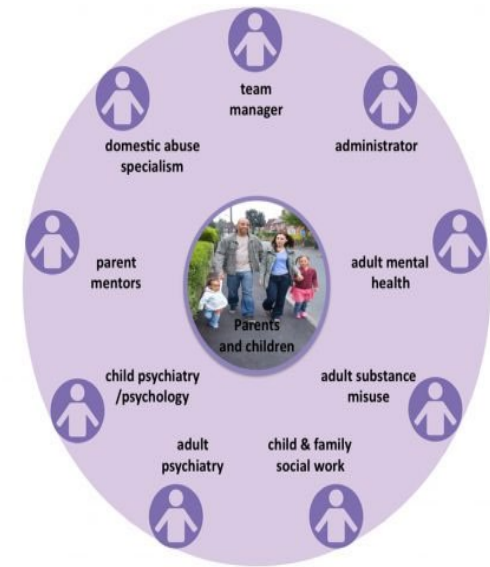 team
manager
domestic abuse
specialism
administrator
parent
mentors
adult mental
health
Parents
and children
child psychiatry
/psychology
adult substance
misuse
adult
psychiatry
child & family
social work